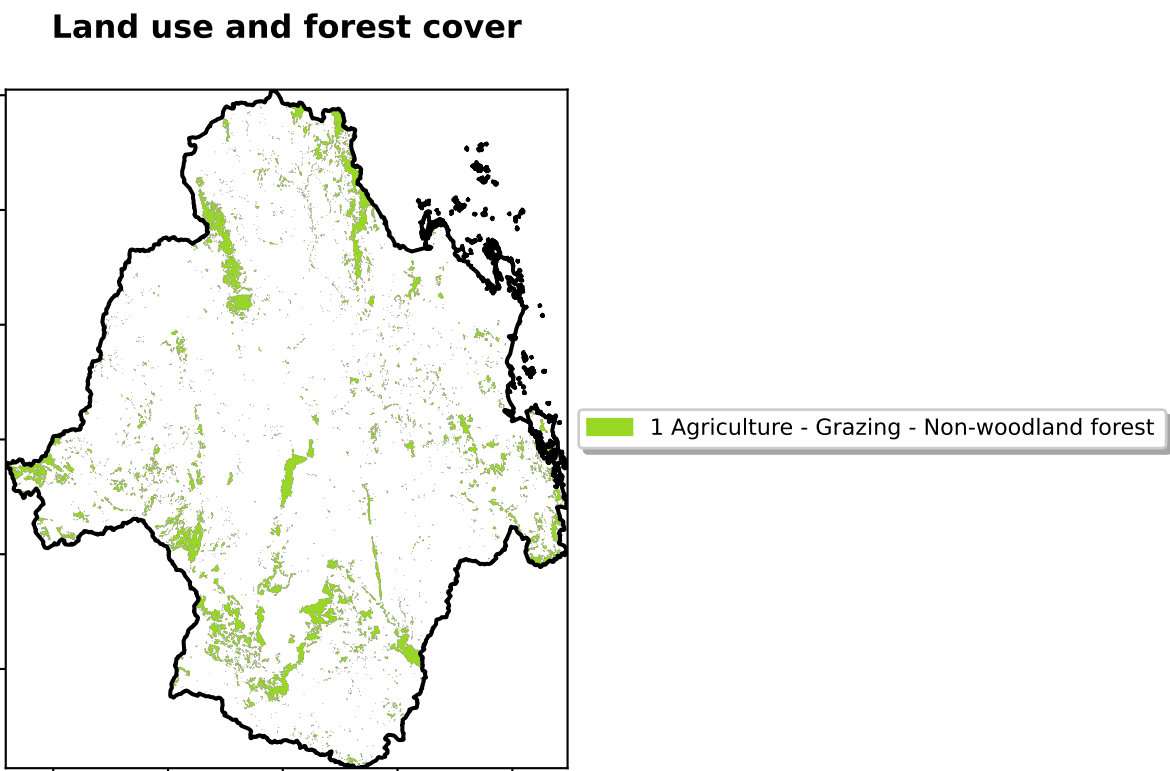 Land use and forest cover
1 Agriculture - Grazing - Non-woodland forest